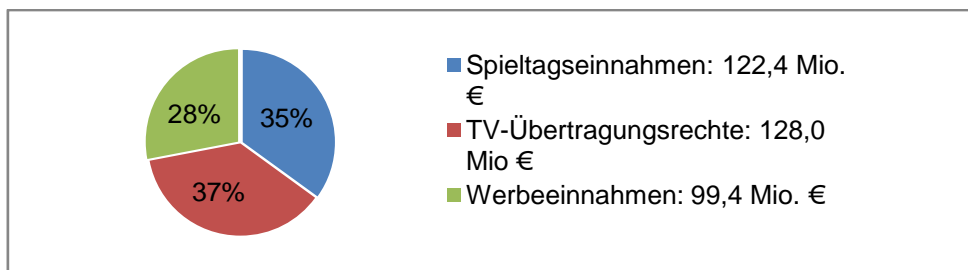 28%
35%
37%
Spieltagseinnahmen: 122,4 Mio.
€
TV-Übertragungsrechte: 128,0
Mio €
Werbeeinnahmen: 99,4 Mio. €